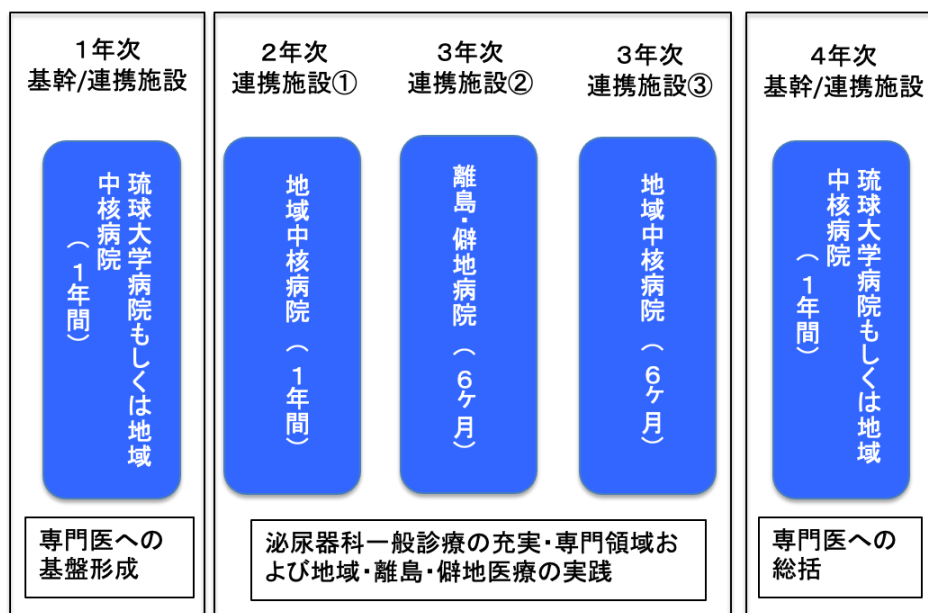 1年次
基幹/連携施設
琉球大学病院もしくは地域
中核病院
（1年間）
専門医への
基盤形成
2年次
連携施設①
地域中核病院（1年間）
3年次
連携施設②
離島・僻地病院（6ケ月）
3年次
連携施設③
地域中核病院（6ケ月）
泌尿器科一般診療の充実・専門領域お
よび地域・離島・僻地医療の実践
4年次
基幹/連携施設
琉球大学病院もしくは地域
中核病院
（1年間）
専門医への
総括